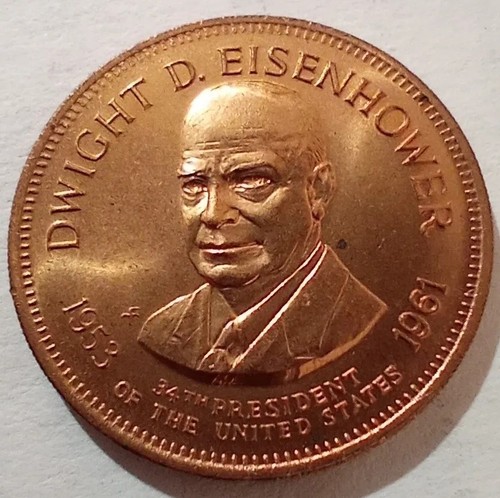 DWIGHT D. EISENHOWER
1953 1961
34TH PRESIDENT
OF THE UNITED STATES